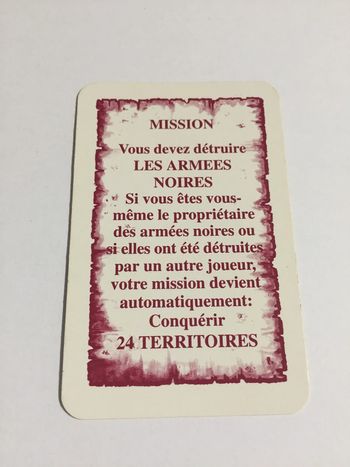 MISSION
Vous devez détruire
LES ARMEES
NOIRES
Si vous êtes vous-
même le propriétaire
des armées noires ou
si elles ont été détruites
par un autre joueur,
votre mission devient
automatiquement:
Conquérir
24 TERRITOIRES